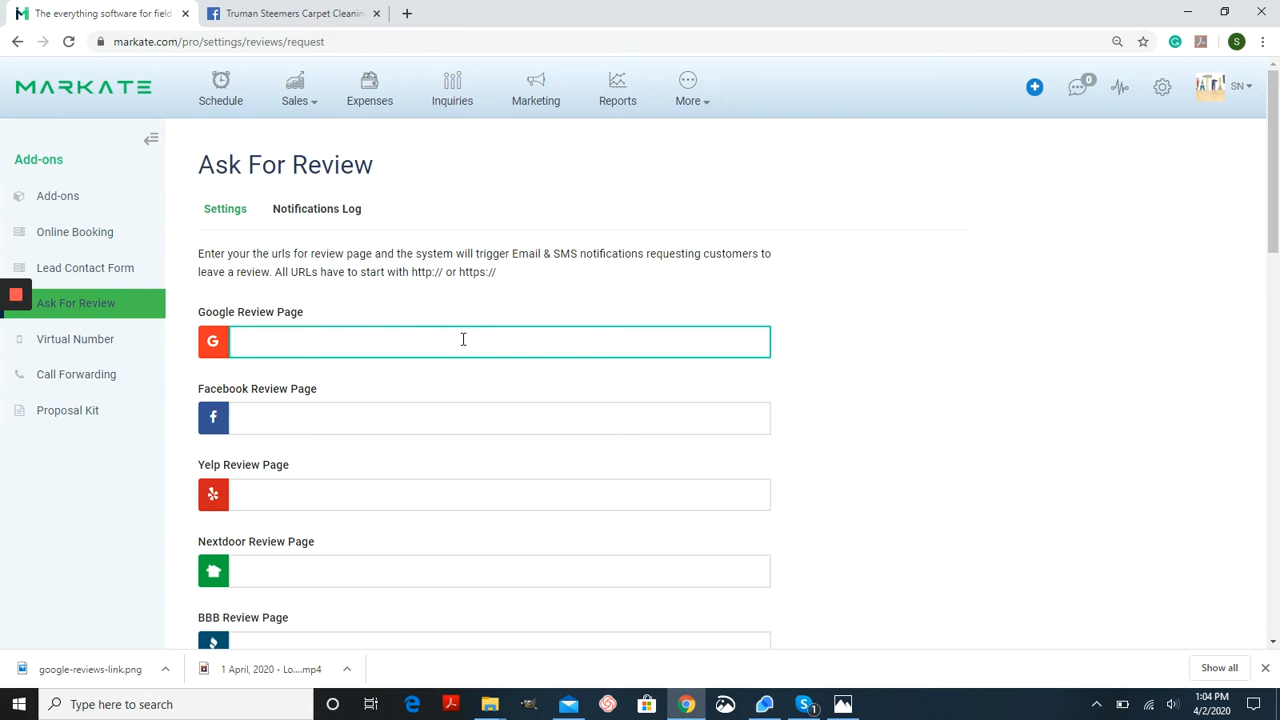 The everything software for field
Truman Steemers Carpet Cleanin
markate.com/pro/settings/reviews/request
S
MARKATE
Schedule
Sales
Expenses
Inquiries
Marketing
Reports
More
0
SN
Add-ons
Add-ons
Online Booking
Lead Contact Form
Ask For Review
Virtual Number
Call Forwarding
Proposal Kit
Ask For Review
Settings
Notifications Log
Enter your the urls for review page and the system will trigger Email & SMS notifications requesting customers to
leave a review. All URLs have to start with http:// or https://
Google Review Page
G
Facebook Review Page
f
Yelp Review Page
Nextdoor Review Page
BBB Review Page
google-reviews-link.png
1 April, 2020 - Lo....mp4
Show all
Type here to search
1
1:04 PM
4/2/2020